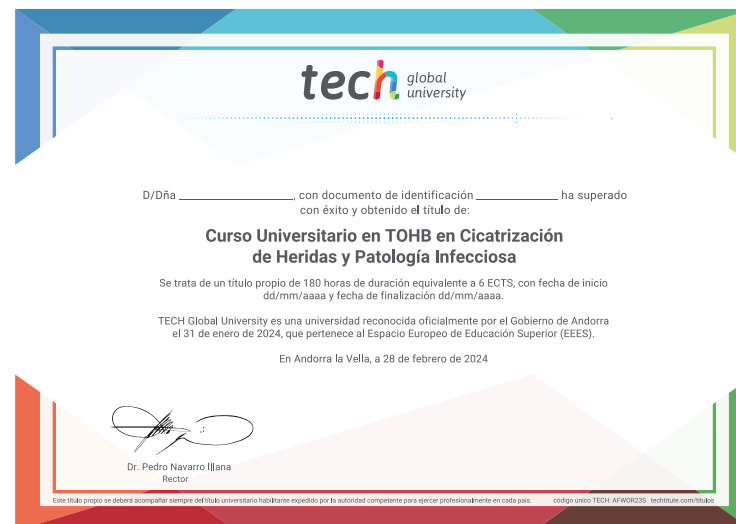 tech global university
D/Dña ____________________, con documento de identificación ______________ ha superado
con éxito y obtenido el título de:
Curso Universitario en TOHB en Cicatrización
de Heridas y Patología Infecciosa
Se trata de un título propio de 180 horas de duración equivalente a 6 ECTS, con fecha de inicio
dd/mm/aaaa y fecha de finalización dd/mm/aaaa.
TECH Global University es una universidad reconocida oficialmente por el Gobierno de Andorra
el 31 de enero de 2024, que pertenece al Espacio Europeo de Educación Superior (EEES).
En Andorra la Vella, a 28 de febrero de 2024
Dr. Pedro Navarro Illana
Rector
Este título propio se deberá acompañar siempre del título universitario habilitante expedido por la autoridad competente para ejercer profesionalmente en cada país. código único TECH: AFWOR23S techtitute.com/titulos